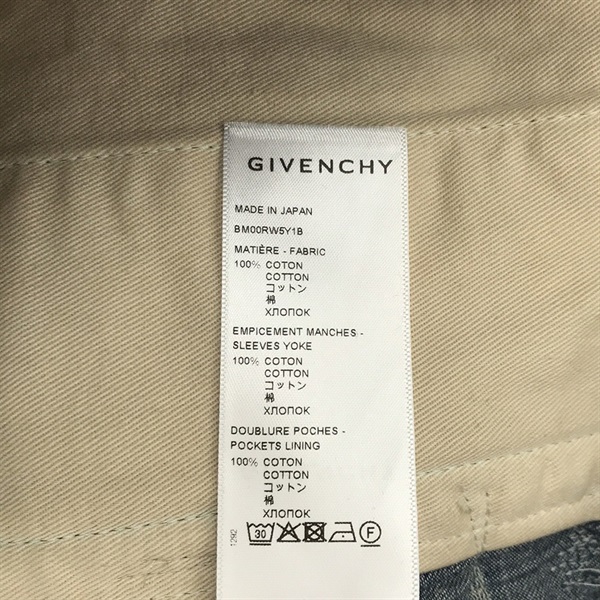 GIVENCHY
MADE IN JAPAN
BM00RW5Y1B
MATIÈRE - FABRIC
100% COTON
COTTON
コットン
棉
ХЛОПОК
EMPICEMENT MANCHES -
SLEEVES YOKE
100% COTON
COTTON
コットン
棉
ХЛОПОК
DOUBLURE POCHES -
POCKETS LINING
100% COTON
COTTON
コットン
棉
ХЛОПОК
30
F